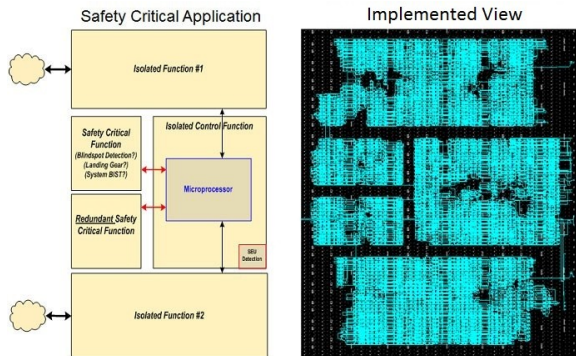 Safety Critical Application
Implemented View
Isolated Function #1
Safety Critical
Function
(Blindspot Detection?)
(Landing Gear?)
(System BIST?)
Isolated Control Function
Microprocessor
Redundant Safety
Critical Function
SEU
Detection
Isolated Function #2